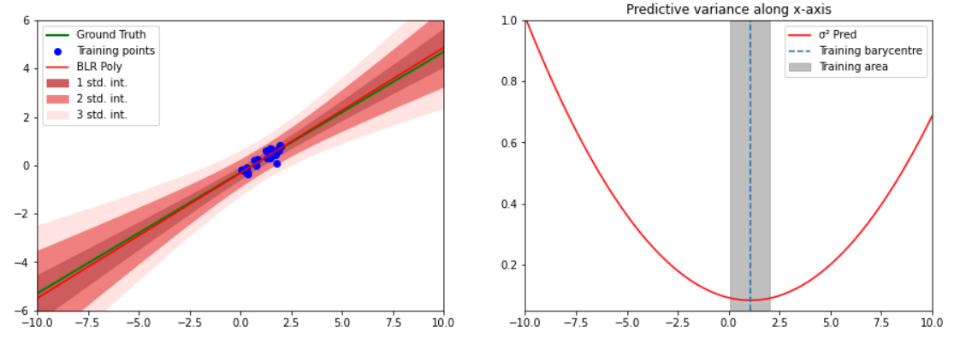 Ground Truth
Training points
BLR Poly
1 std. int.
2 std. int.
3 std. int.
6
4
2
0
−2
−4
−6
−10.0 −7.5 −5.0 −2.5 0.0 2.5 5.0 7.5 10.0
Predictive variance along x-axis
σ² Pred
Training barycentre
Training area
1.0
0.8
0.6
0.4
0.2
−10.0 −7.5 −5.0 −2.5 0.0 2.5 5.0 7.5 10.0